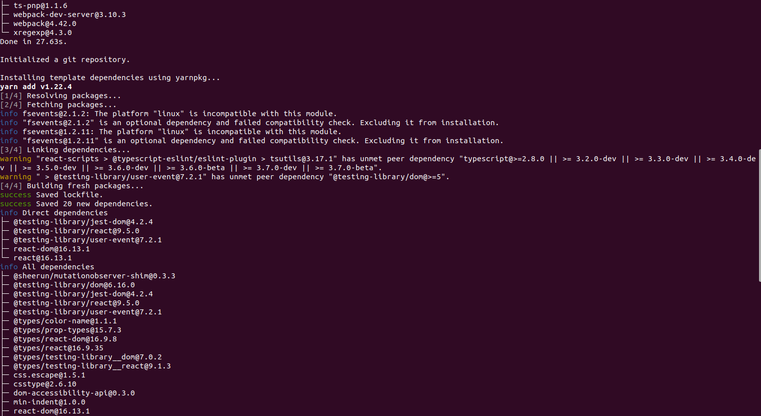 ├─ ts-pnp@1.1.6
├─ webpack-dev-server@3.10.3
├─ webpack@4.42.0
└─ xregexp@4.3.0
Done in 27.63s.
Initialized a git repository.
Installing template dependencies using yarnpkg...
yarn add v1.22.4
[1/4] Resolving packages...
[2/4] Fetching packages...
info fsevents@2.1.2: The platform "linux" is incompatible with this module.
info "fsevents@2.1.2" is an optional dependency and failed compatibility check. Excluding it from installation.
info fsevents@1.2.11: The platform "linux" is incompatible with this module.
info "fsevents@1.2.11" is an optional dependency and failed compatibility check. Excluding it from installation.
[3/4] Linking dependencies...
warning "react-scripts > @typescript-eslint/eslint-plugin > tsutils@3.17.1" has unmet peer dependency "typescript@>=2.8.0 || >= 3.2.0-dev || >= 3.3.0-dev || >= 3.4.0-de
v || >= 3.5.0-dev || >= 3.6.0-dev || >= 3.6.0-beta || >= 3.7.0-dev || >= 3.7.0-beta".
warning " > @testing-library/user-event@7.2.1" has unmet peer dependency "@testing-library/dom@>=5".
[4/4] Building fresh packages...
success Saved lockfile.
success Saved 20 new dependencies.
info Direct dependencies
├─ @testing-library/jest-dom@4.2.4
├─ @testing-library/react@9.5.0
├─ @testing-library/user-event@7.2.1
├─ react-dom@16.13.1
└─ react@16.13.1
info All dependencies
├─ @sheerun/mutationobserver-shim@0.3.3
├─ @testing-library/dom@6.16.0
├─ @testing-library/jest-dom@4.2.4
├─ @testing-library/react@9.5.0
├─ @testing-library/user-event@7.2.1
├─ @types/color-name@1.1.1
├─ @types/prop-types@15.7.3
├─ @types/react-dom@16.9.8
├─ @types/react@16.9.35
├─ @types/testing-library__dom@7.0.2
├─ @types/testing-library__react@9.1.3
├─ css.escape@1.5.1
├─ csstype@2.6.10
├─ dom-accessibility-api@0.3.0
├─ min-indent@1.0.0
├─ react-dom@16.13.1